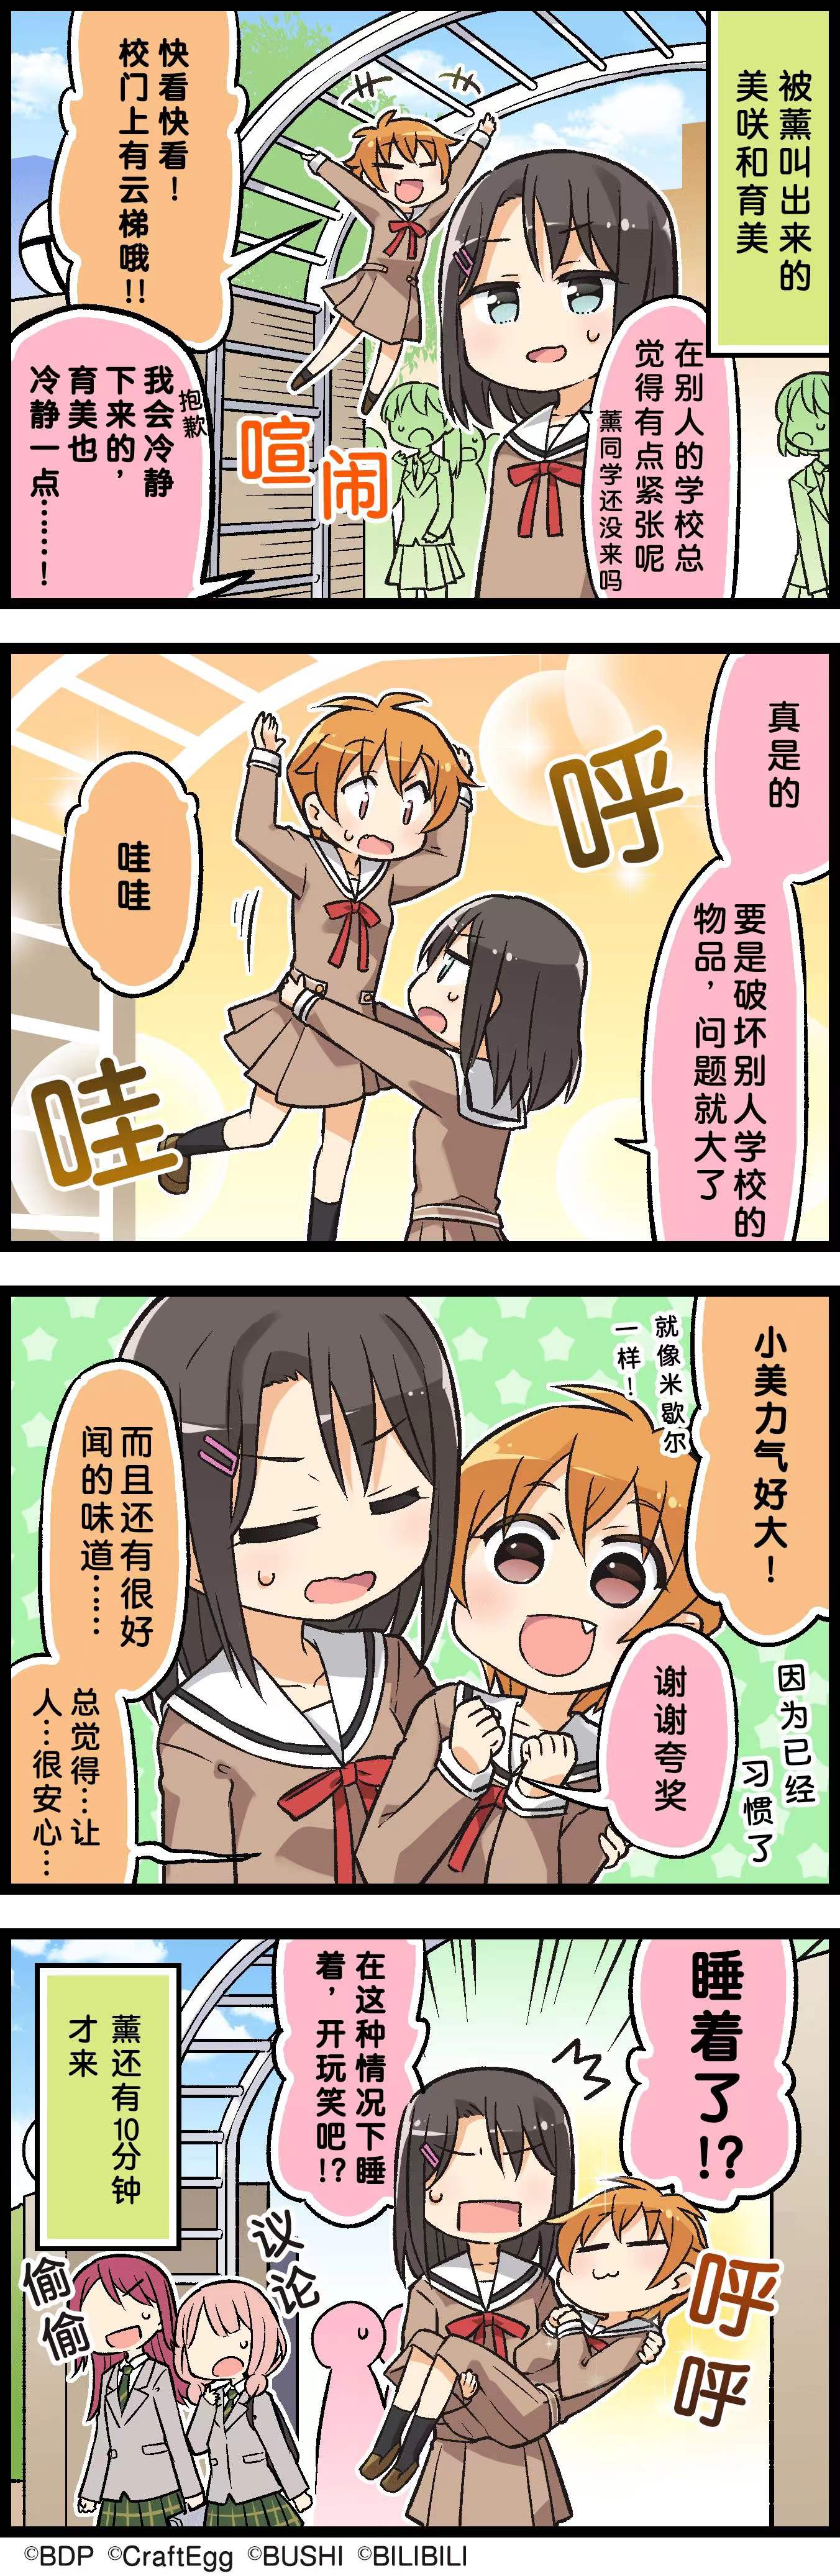 被薰叫出来的
美咲和育美
在别人的学校总
觉得有点紧张呢
薰同学还没来吗
快看快看！
校门上有云梯哦!!
喧闹
抱歉
我会冷静
下来的，
育美也
冷静一点……！
真是的
要是破坏别人学校的
物品，问题就大了
呼
哇哇
哇
小美力气好大！
就像米歇尔
一样！
谢谢夸奖
因为已经
习惯了
而且还有很好
闻的味道……
总觉得…让
人…很安心…
睡着了!?
在这种情况下睡
着，开玩笑吧!?
呼呼
议论
偷偷
薰还有10分钟
才来
©BDP ©CraftEgg ©BUSHI ©BILIBILI